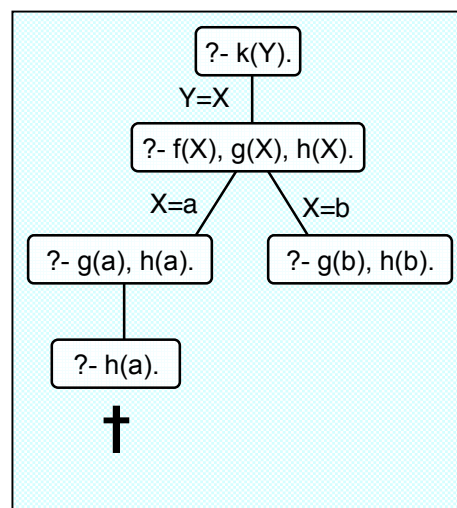 ?- k(Y).
Y=X
?- f(X), g(X), h(X).
X=a
X=b
?- g(a), h(a).
?- g(b), h(b).
?- h(a).
†